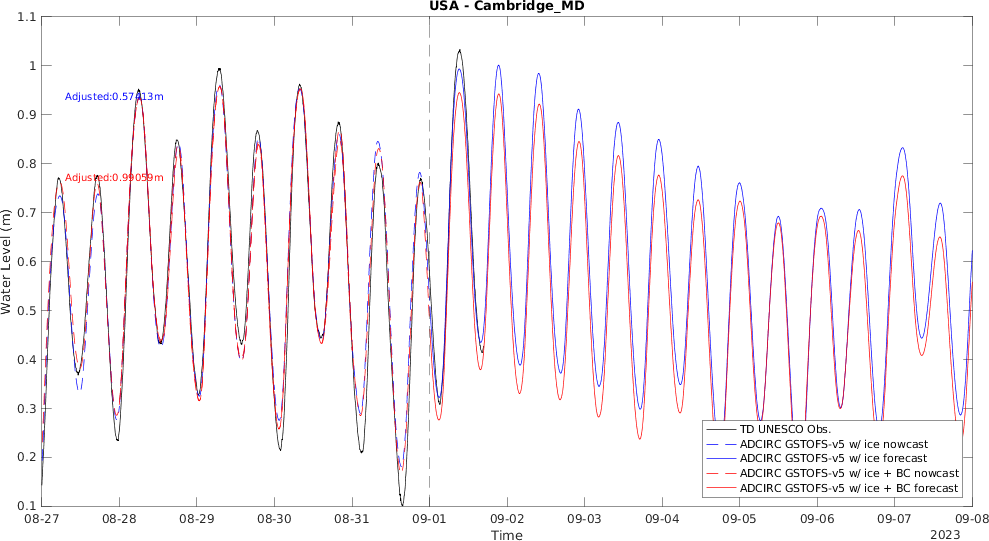 USA - Cambridge_MD
1.1
1
0.9
0.8
0.7
0.6
0.5
0.4
0.3
0.2
0.1
Water Level (m)
Adjusted:0.57413m
Adjusted:0.99059m
TD UNESCO Obs.
ADCIRC GSTOFS-v5 w/ ice nowcast
ADCIRC GSTOFS-v5 w/ ice forecast
ADCIRC GSTOFS-v5 w/ ice + BC nowcast
ADCIRC GSTOFS-v5 w/ ice + BC forecast
08-27 08-28 08-29 08-30 08-31 09-01 09-02 09-03 09-04 09-05 09-06 09-07 09-08
Time
2023